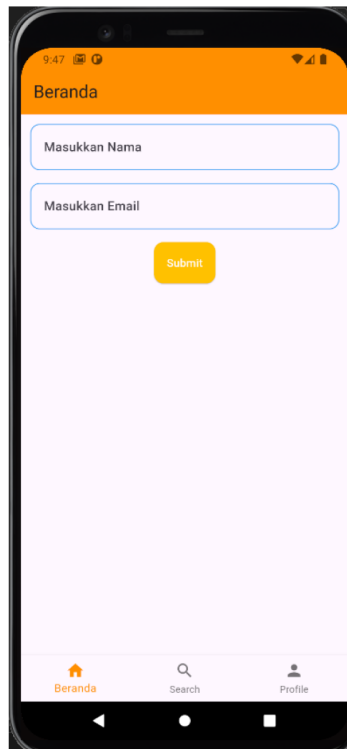 9:47
Beranda
Masukkan Nama
Masukkan Email
Submit
Beranda
Search
Profile